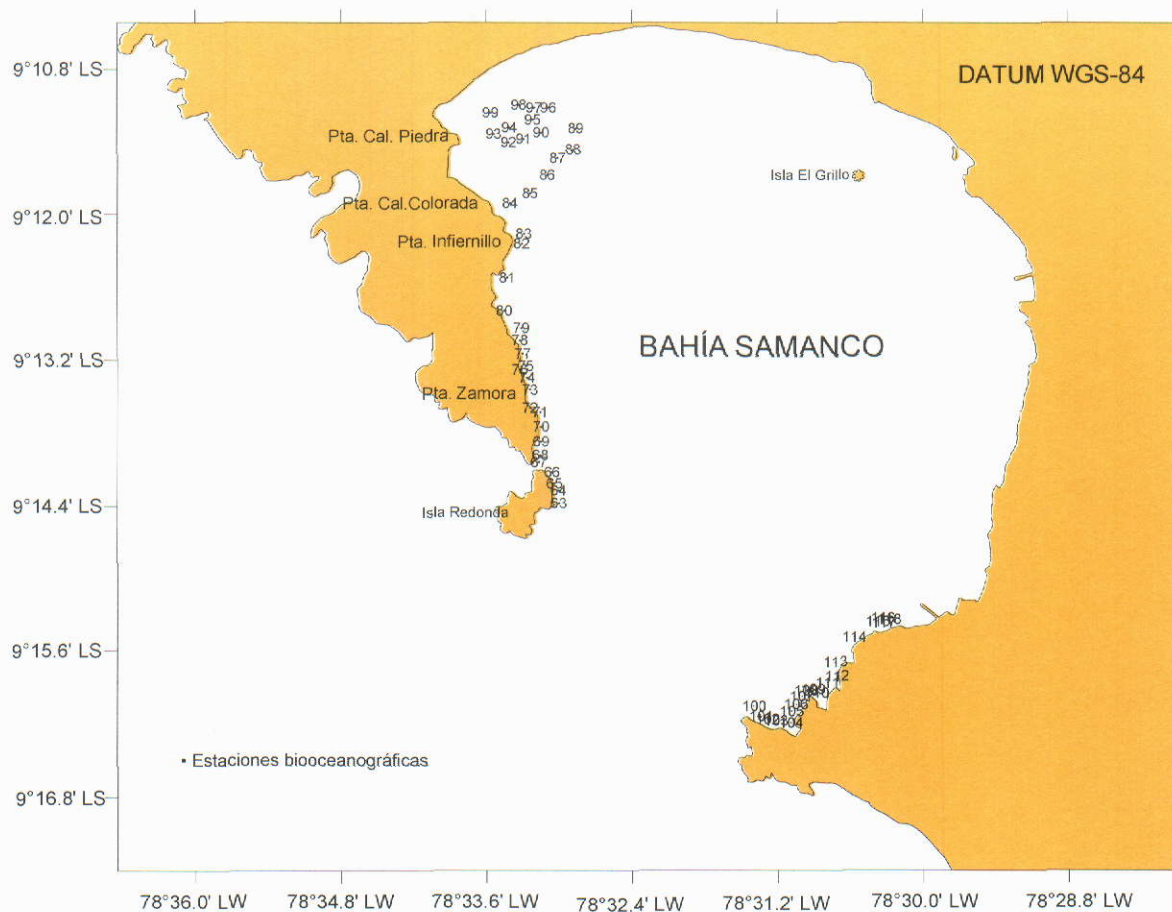 9°10.8' LS
DATUM WGS-84
98 97 96
99
95
94
93
90
89
92 91
88
87
86
85
84
83
82
81
80
79
78
77
75
76
74
73
72 71
70
69
68
67
66
65
64
63
Pta. Cal. Piedra
Isla El Grillo
Pta. Cal.Colorada
9°12.0' LS
Pta. Infiernillo
BAHÍA SAMANCO
9°13.2' LS
Pta. Zamora
9°14.4' LS
Isla Redonda
9°15.6' LS
114
113
112
100
106
104
• Estaciones biooceanográficas
9°16.8' LS
78°36.0' LW 78°34.8' LW 78°33.6' LW 78°32.4' LW 78°31.2' LW 78°30.0' LW 78°28.8' LW